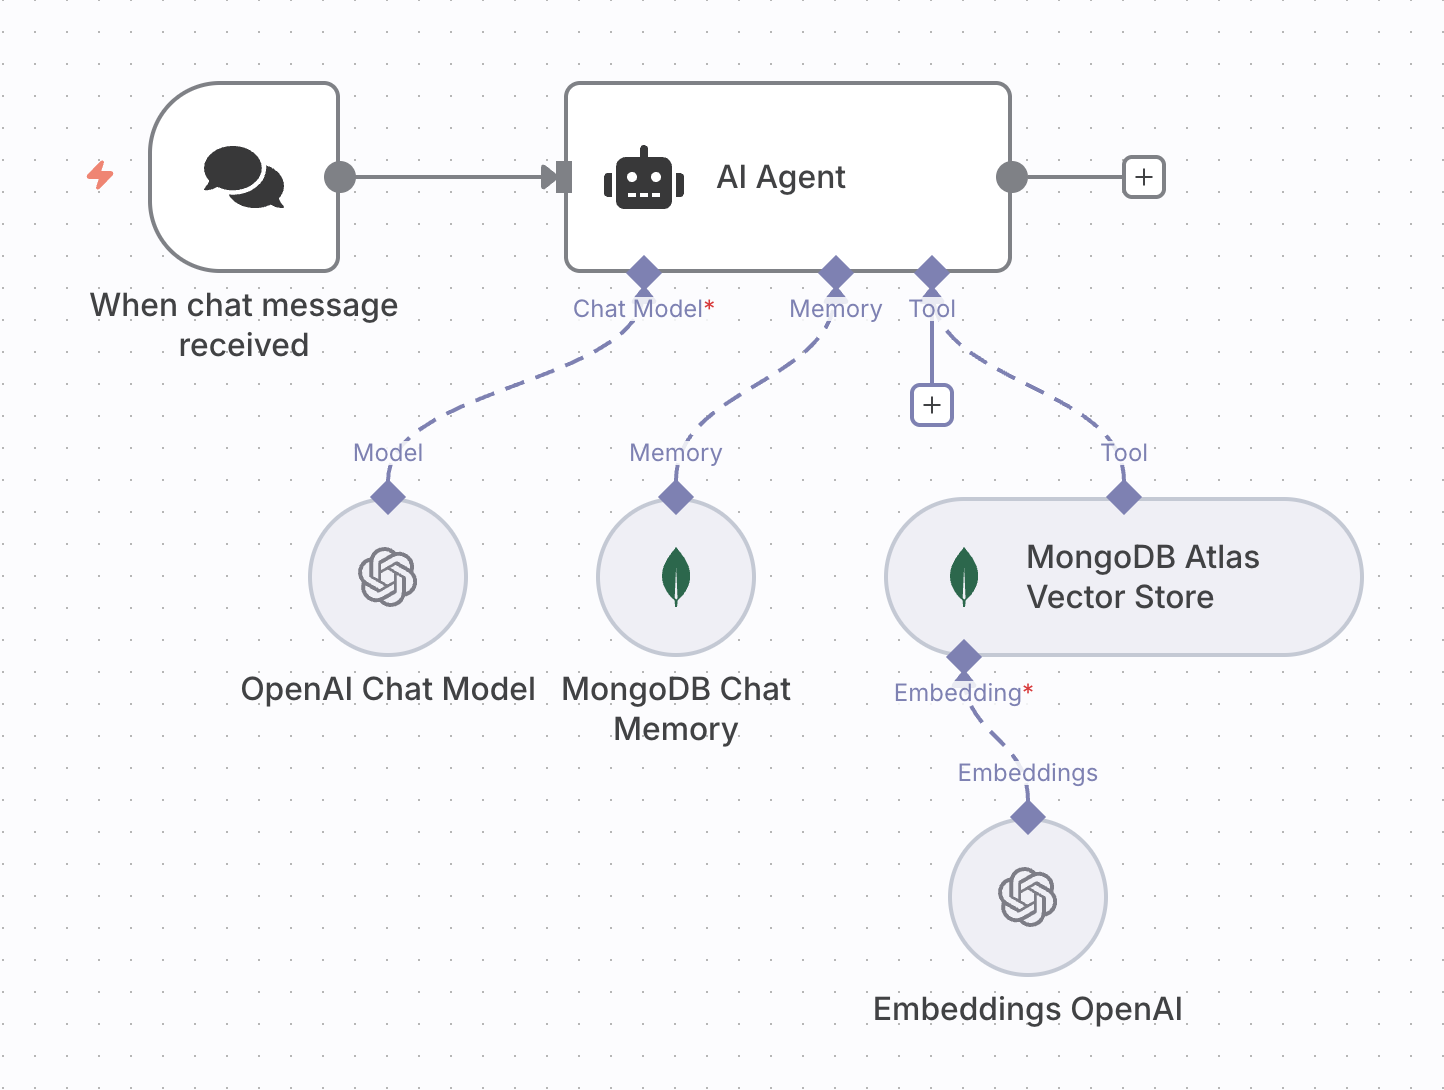 AI Agent
When chat message
received
Chat Model*
Memory
Tool
Model
Memory
Tool
MongoDB Atlas
Vector Store
OpenAI Chat Model
MongoDB Chat
Memory
Embedding*
Embeddings
Embeddings OpenAI